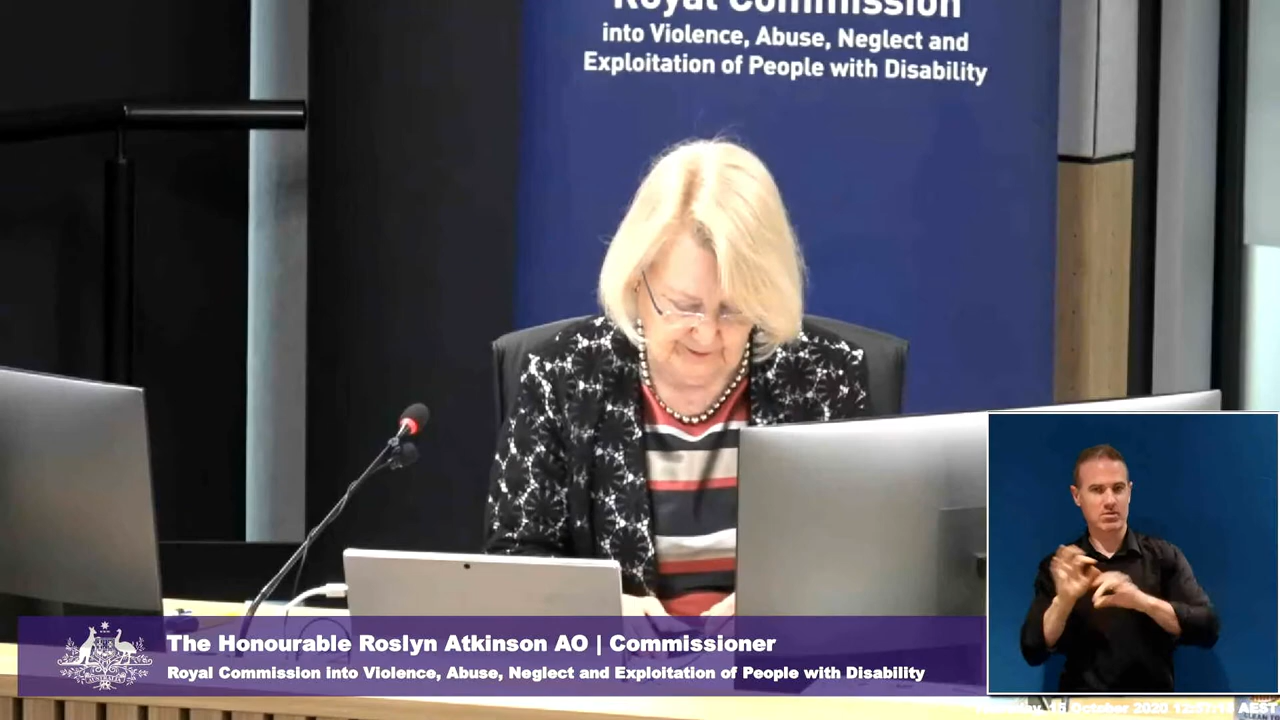 Royal Commission
into Violence, Abuse, Neglect and
Exploitation of People with Disability
The Honourable Roslyn Atkinson AO | Commissioner
Royal Commission into Violence, Abuse, Neglect and Exploitation of People with Disability
15 October 2020 AEST